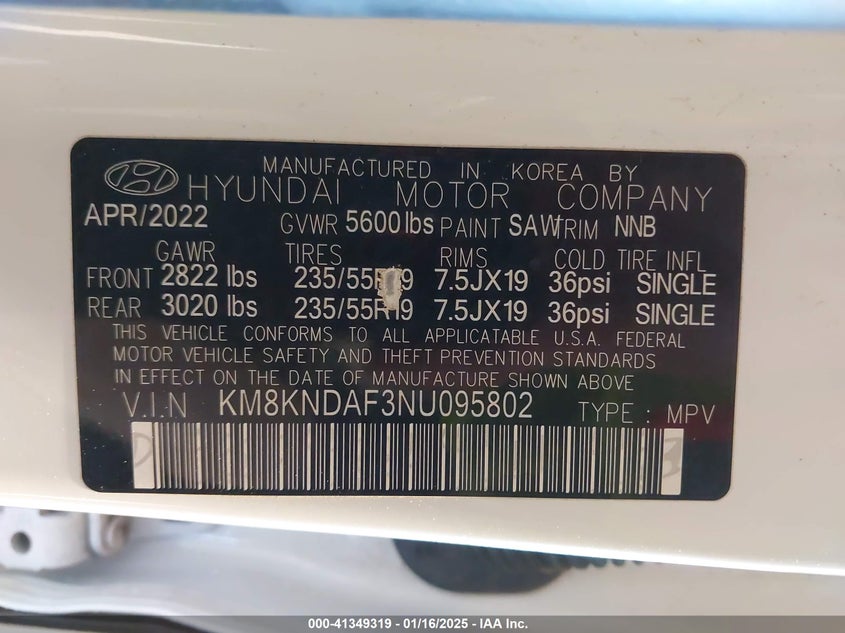 MANUFACTURED IN KOREA BY
HYUNDAI MOTOR COMPANY
APR/2022 GVWR 5600 lbs PAINT SAW TRIM NNB
GAWR TIRES RIMS COLD TIRE INFL
FRONT 2822 lbs 235/55R19 7.5JX19 36psi SINGLE
REAR 3020 lbs 235/55R19 7.5JX19 36psi SINGLE
THIS VEHICLE CONFORMS TO ALL APPLICATABLE U.S.A. FEDERAL
MOTOR VEHICLE SAFETY AND THEFT PREVENTION STANDARDS
IN EFFECT ON THE DATE OF MANUFACTURE SHOWN ABOVE
V.I.N KM8KNDAF3NU095802 TYPE : MPV
000-41349319 - 01/16/2025 - IAA Inc.